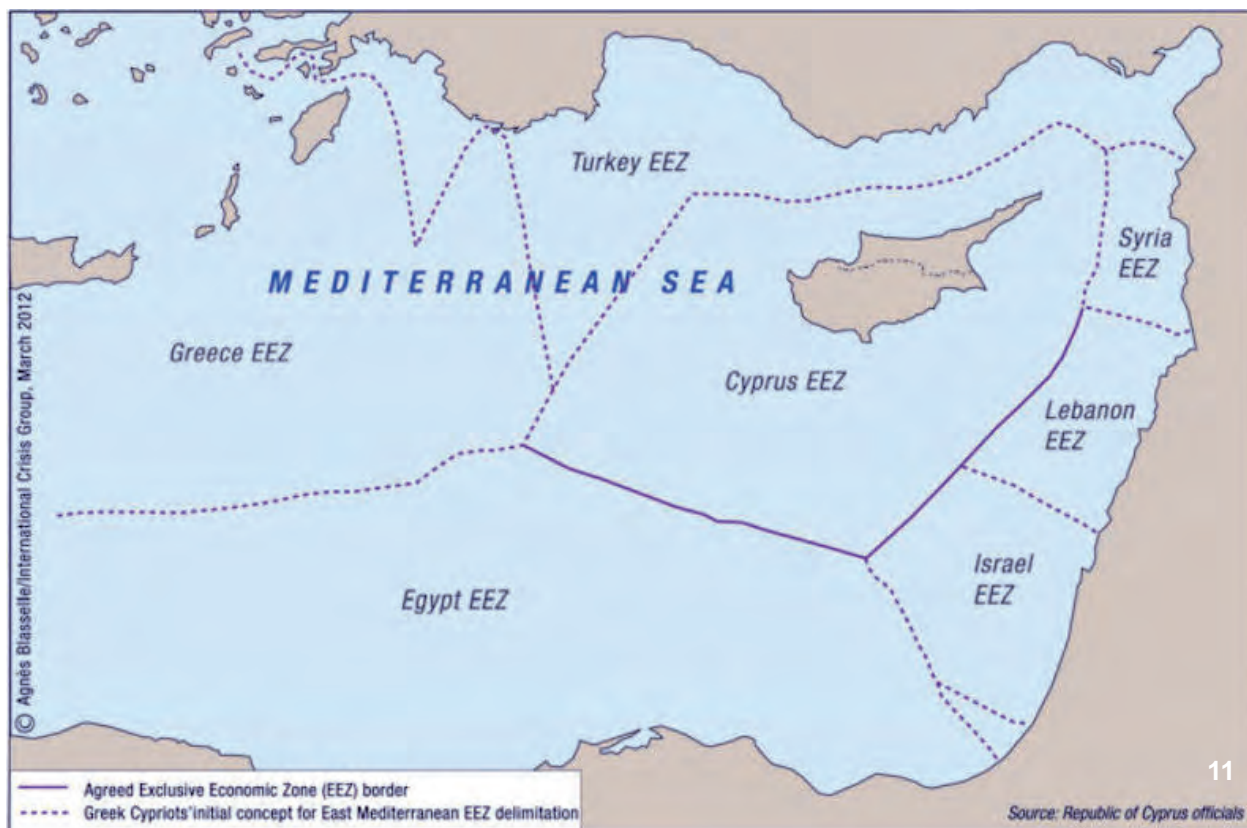 Turkey EEZ
MEDITERRANEAN SEA
Syria
EEZ
Greece EEZ
Cyprus EEZ
Lebanon
EEZ
Israel
EEZ
Egypt EEZ
© Agnès Blasselle/International Crisis Group, March 2012
11
Agreed Exclusive Economic Zone (EEZ) border
Greek Cypriots' initial concept for East Mediterranean EEZ delimitation
Source: Republic of Cyprus officials